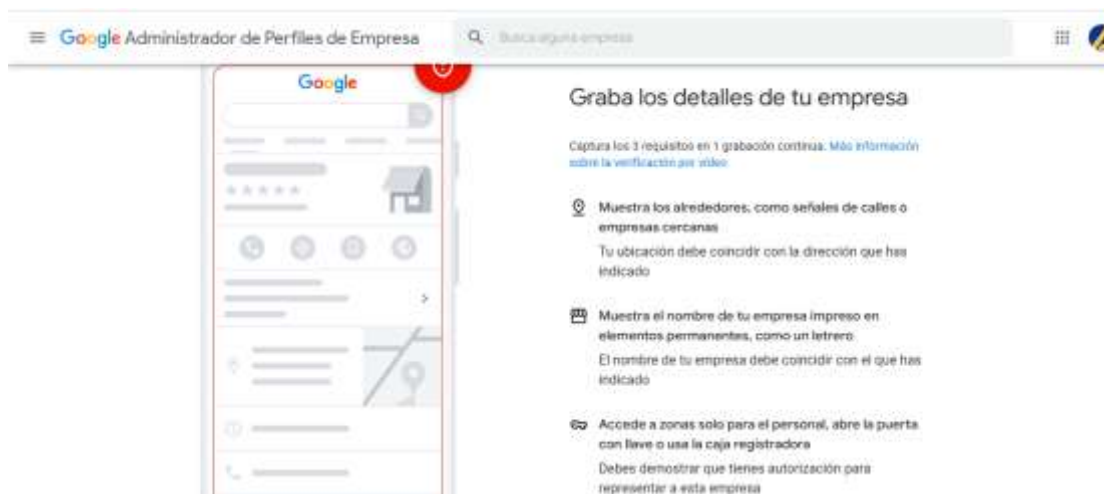 Google Administrador de Perfiles de Empresa
Busca alguna empresa
Google
Graba los detalles de tu empresa
Captura los 3 requisitos en 1 grabación continua. Más información
sobre la verificación por vídeo
Muestra los alrededores, como señales de calles o
empresas cercanas
Tu ubicación debe coincidir con la dirección que has
indicado
Muestra el nombre de tu empresa impreso en
elementos permanentes, como un letrero
El nombre de tu empresa debe coincidir con el que has
indicado
Accede a zonas solo para el personal, abre la puerta
con llave o usa la caja registradora
Debes demostrar que tienes autorización para
representar a esta empresa